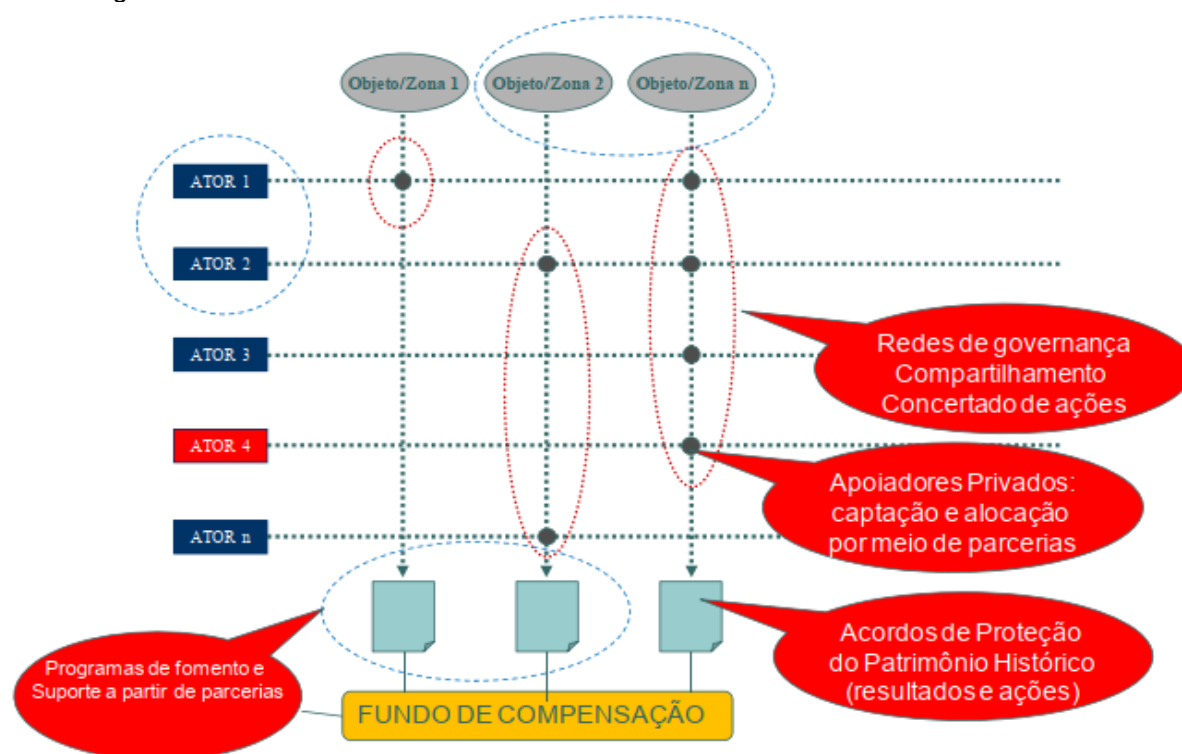 Objeto/Zona 1
Objeto/Zona 2
Objeto/Zona n
ATOR 1
ATOR 2
ATOR 3
ATOR 4
ATOR n
Redes de governança
Compartilhamento
Concertado de ações
Apoiadores Privados:
captação e alocação
por meio de parcerias
Acordos de Proteção
do Patrimônio Histórico
(resultados e ações)
Programas de fomento e
Suporte a partir de parcerias
FUNDO DE COMPENSAÇÃO